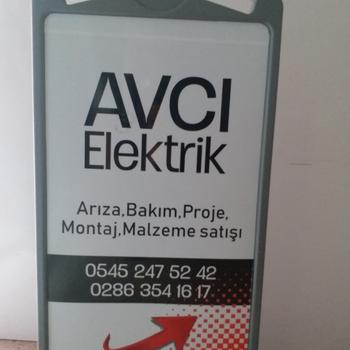 AVCI
Elektrik
Arıza,Bakım,Proje,
Montaj,Malzeme satışı
0545 247 52 42
0286 354 16 17